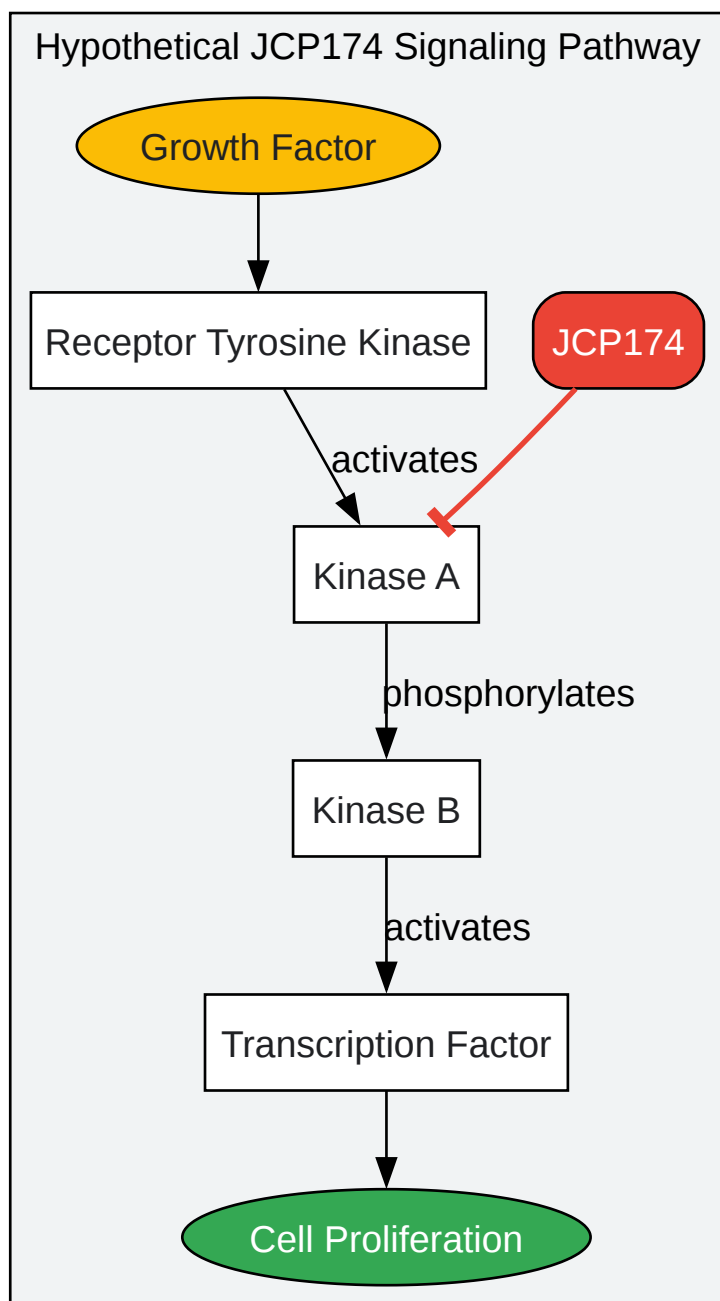 Hypothetical JCP174 Signaling Pathway
Growth Factor
Receptor Tyrosine Kinase
JCP174
activates
Kinase A
phosphorylates
Kinase B
activates
Transcription Factor
Cell Proliferation